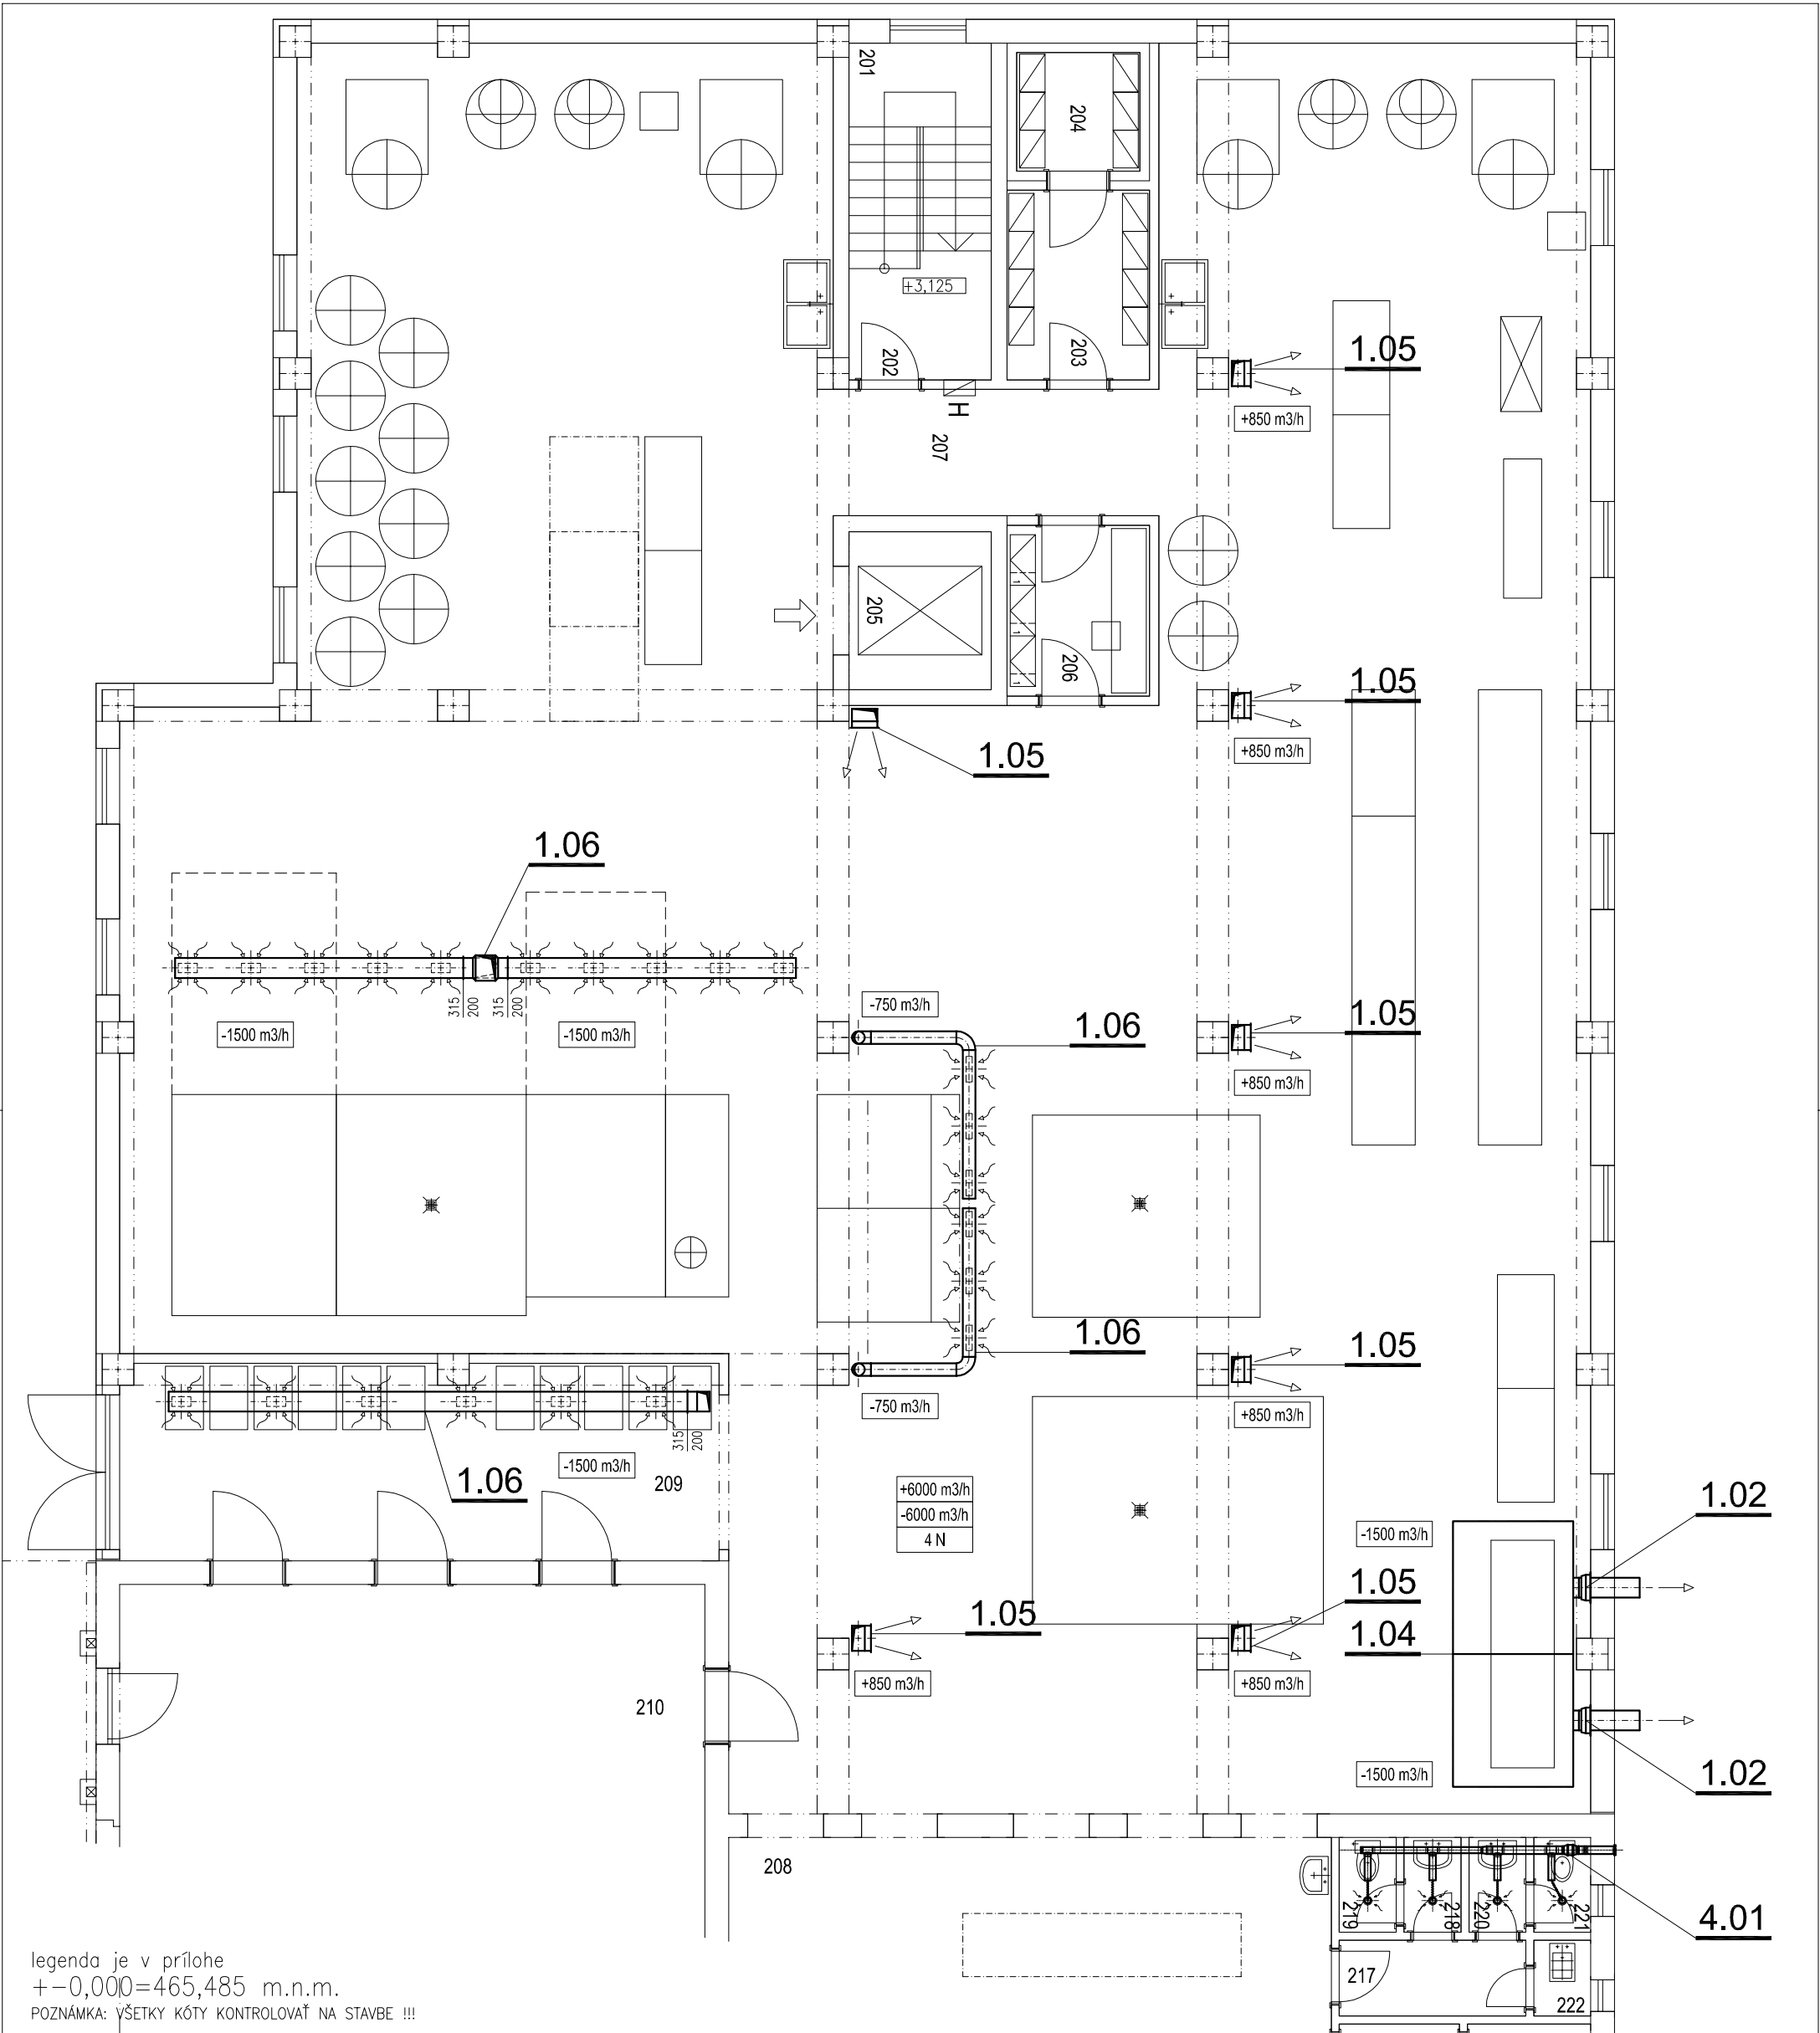 201
204
+3,125
202
203
1.05
+850 m3/h
H
207
205
206
1.05
+850 m3/h
1.05
1.06
315
200
315
200
-1500 m3/h
-1500 m3/h
-750 m3/h
1.06
1.05
+850 m3/h
1.06
1.05
+850 m3/h
-750 m3/h
315
200
-1500 m3/h
209
1.06
+6000 m3/h
-6000 m3/h
4 N
-1500 m3/h
1.02
1.05
1.05
1.04
+850 m3/h
+850 m3/h
210
-1500 m3/h
1.02
208
219
218
220
221
4.01
217
222
legenda je v prílohe
+-0,000=465,485 m.n.m.
POZNÁMKA: VŠETKY KÓTY KONTROLOVAŤ NA STAVBE !!!